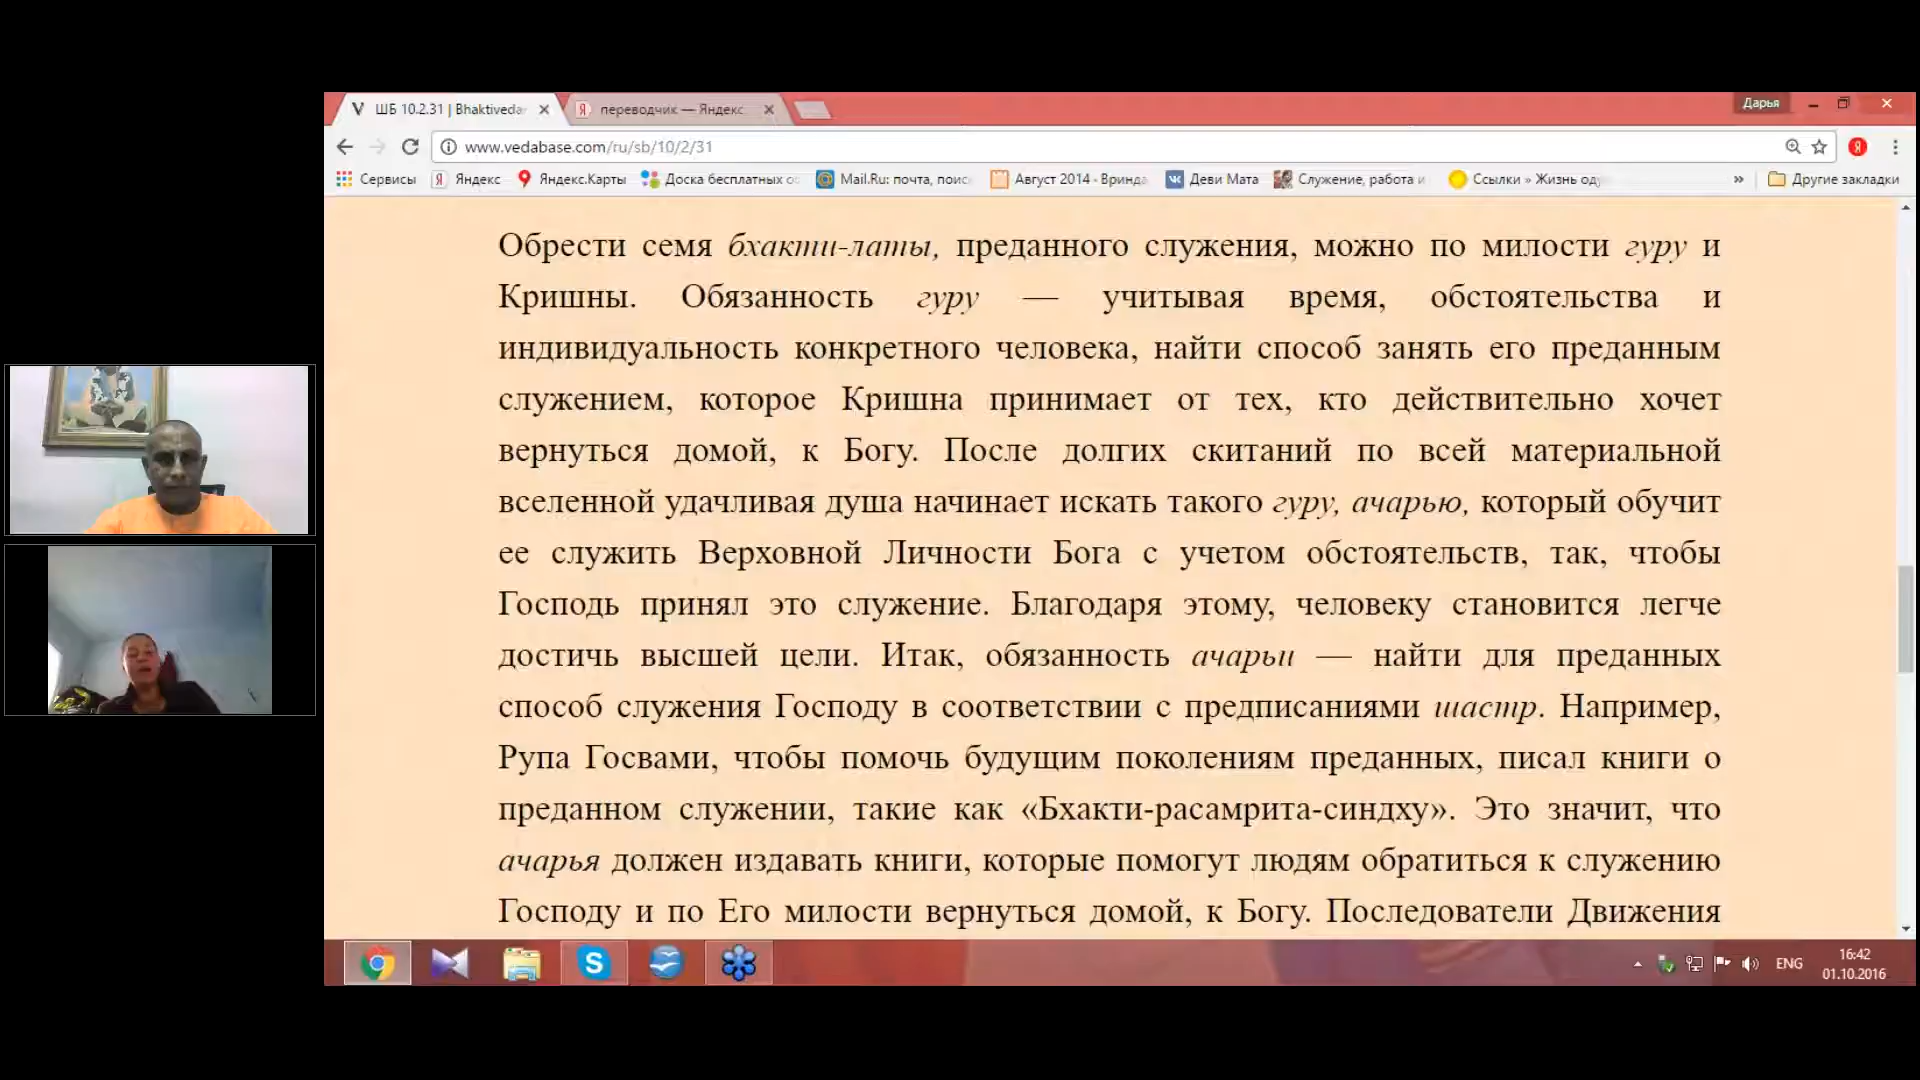 ШБ 10.2.31 | Bhaktiveda
переводчик — Яндекс
Дарья
www.vedabase.com/ru/sb/10/2/31
Сервисы
Яндекс
Яндекс.Карты
Доска бесплатных о
Mail.Ru: почта, поис
Август 2014 - Вринда
Деви Мата
Служение, работа и
Ссылки » Жизнь од
»
Другие закладки
Обрести семя бхакти-латы, преданного служения, можно по милости гуру и
Кришны. Обязанность гуру — учитывая время, обстоятельства и
индивидуальность конкретного человека, найти способ занять его преданным
служением, которое Кришна принимает от тех, кто действительно хочет
вернуться домой, к Богу. После долгих скитаний по всей материальной
вселенной удачливая душа начинает искать такого гуру, ачарью, который обучит
ее служить Верховной Личности Бога с учетом обстоятельств, так, чтобы
Господь принял это служение. Благодаря этому, человеку становится легче
достичь высшей цели. Итак, обязанность ачарьи — найти для преданных
способ служения Господу в соответствии с предписаниями шастр. Например,
Рупа Госвами, чтобы помочь будущим поколениям преданных, писал книги о
преданном служении, такие как «Бхакти-расамрита-синдху». Это значит, что
ачарья должен издавать книги, которые помогут людям обратиться к служению
Господу и по Его милости вернуться домой, к Богу. Последователи Движения
ENG
16:42
01.10.2016